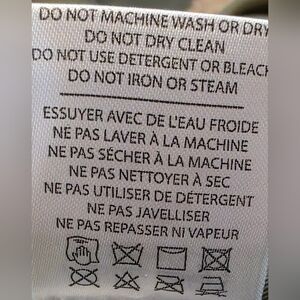 DO NOT MACHINE WASH OR DRY
DO NOT DRY CLEAN
DO NOT USE DETERGENT OR BLEACH
DO NOT IRON OR STEAM
ESSUYER AVEC DE L'EAU FROIDE
NE PAS LAVER À LA MACHINE
NE PAS SÉCHER À LA MACHINE
NE PAS NETTOYER À SEC
NE PAS UTILISER DE DÉTERGENT
NE PAS JAVELLISER
NE PAS REPASSER NI VAPEUR